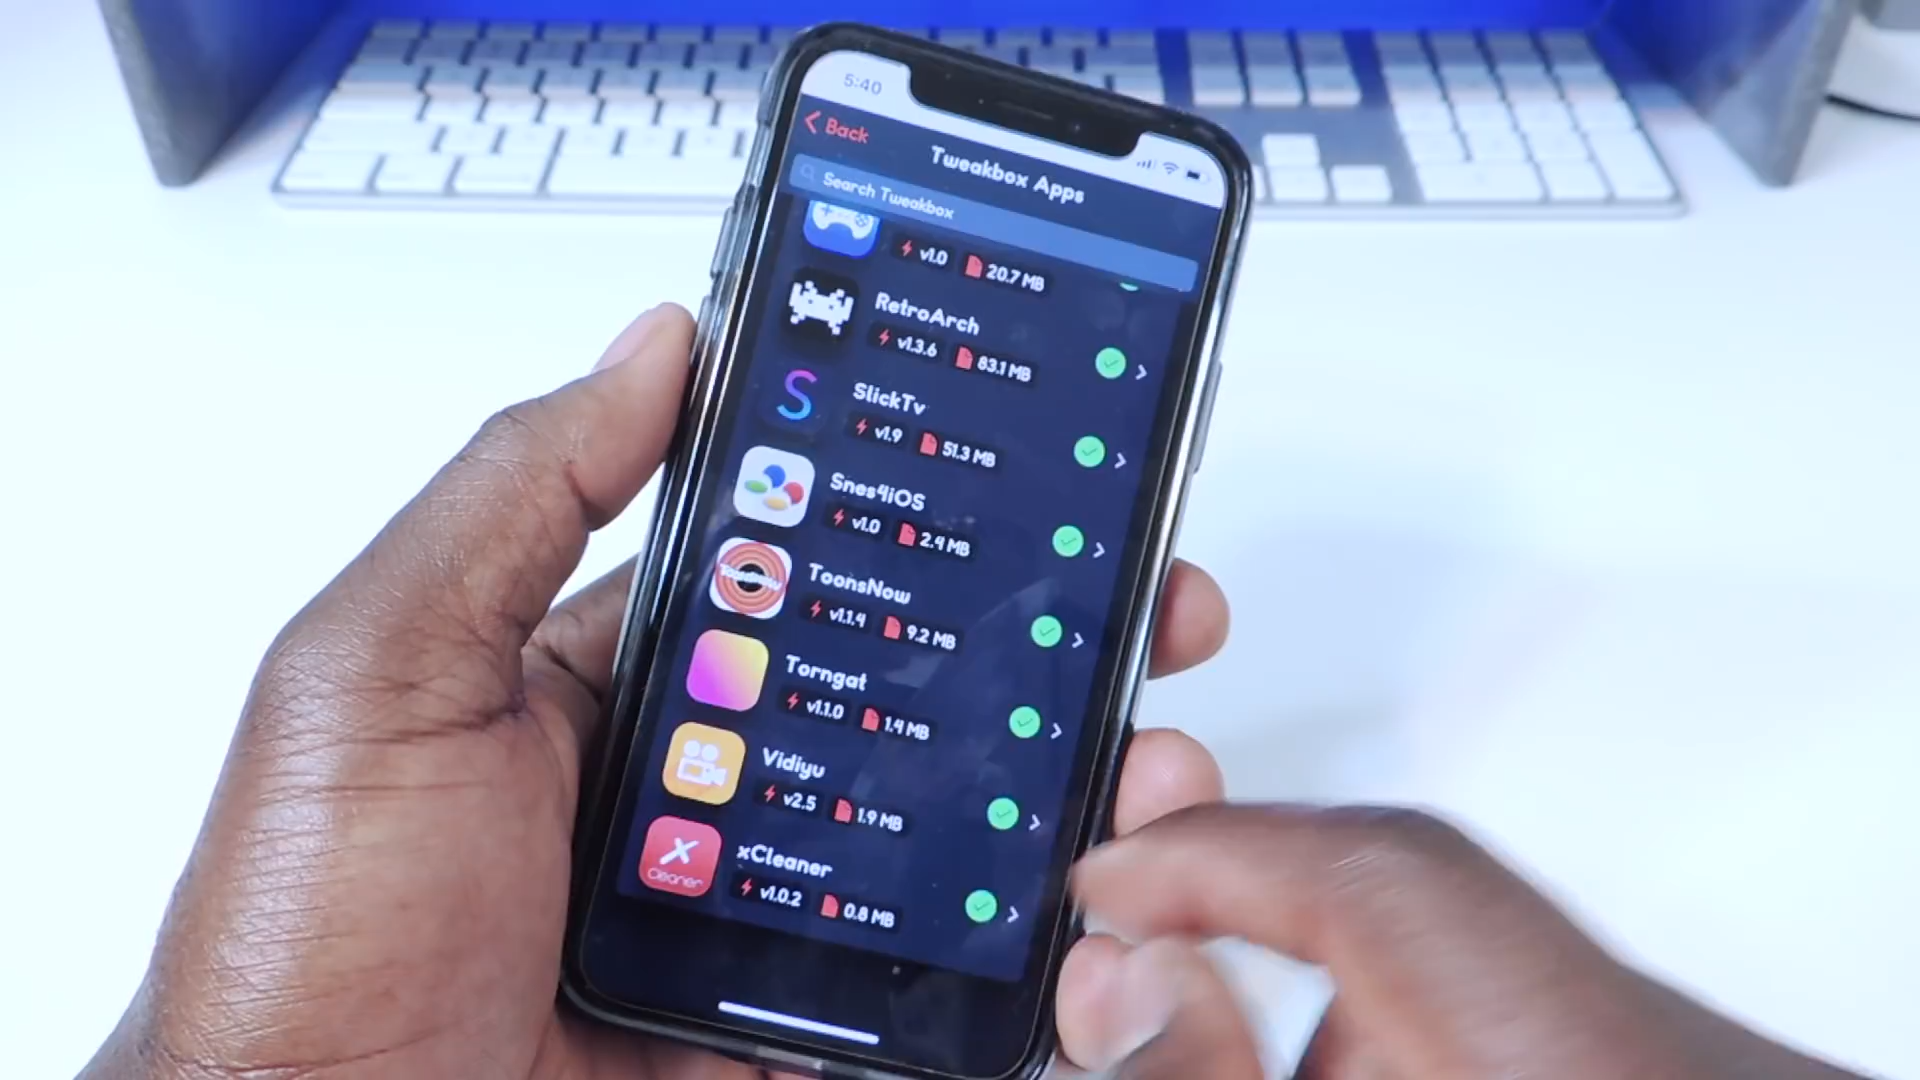 5:40
Back
Tweakbox Apps
Search Tweakbox
v1.0 20.7 MB
RetroArch
v1.3.6 83.1 MB
SlickTv
v1.9 51.3 MB
Snes4iOS
v1.0 2.4 MB
ToonsNow
ToonsNow
v1.1.4 9.2 MB
Torngat
v1.1.0 1.4 MB
Vidiyu
v2.5 1.9 MB
xCleaner
X
Cleaner
v1.0.2 0.8 MB